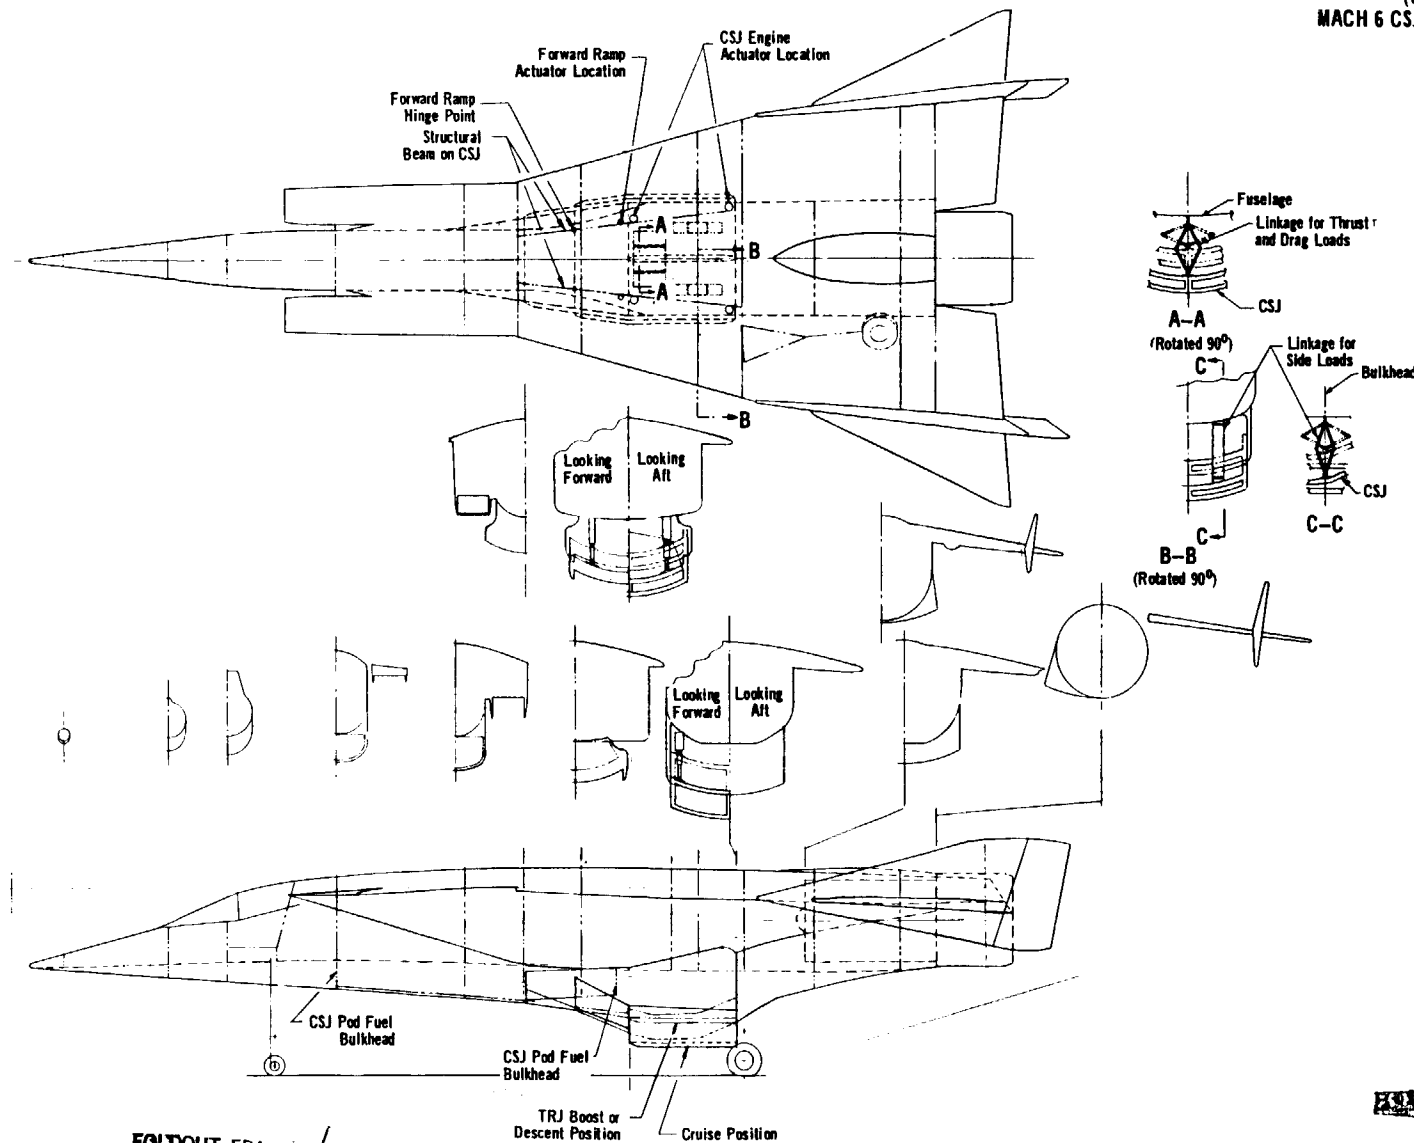 MACH 6 CSJ
CSJ Engine
Actuator Location
Forward Ramp
Actuator Location
Forward Ramp
Hinge Point
Structural
Beam on CSJ
A
B
A
B
Fuselage
Linkage for Thrust
and Drag Loads
CSJ
A–A
(Rotated 90⁰)
Linkage for
Side Loads
C
Bulkhead
CSJ
C
C–C
B–B
(Rotated 90⁰)
Looking
Forward
Looking
Aft
Looking
Forward
Looking
Aft
CSJ Pod Fuel
Bulkhead
CSJ Pod Fuel
Bulkhead
TRJ Boost or
Descent Position
Cruise Position
FOLDOUT